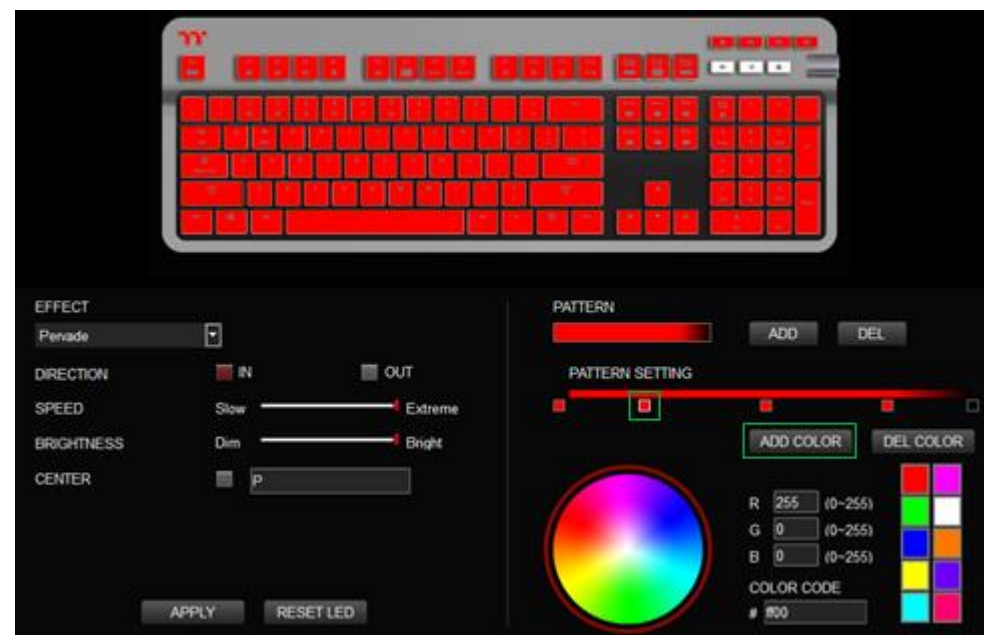 EFFECT
Pervade
DIRECTION IN OUT
SPEED Slow Extreme
BRIGHTNESS Dim Bright
CENTER P
APPLY RESET LED
PATTERN
ADD DEL
PATTERN SETTING
ADD COLOR DEL COLOR
R 255 (0~255)
G 0 (0~255)
B 0 (0~255)
COLOR CODE
# ff00